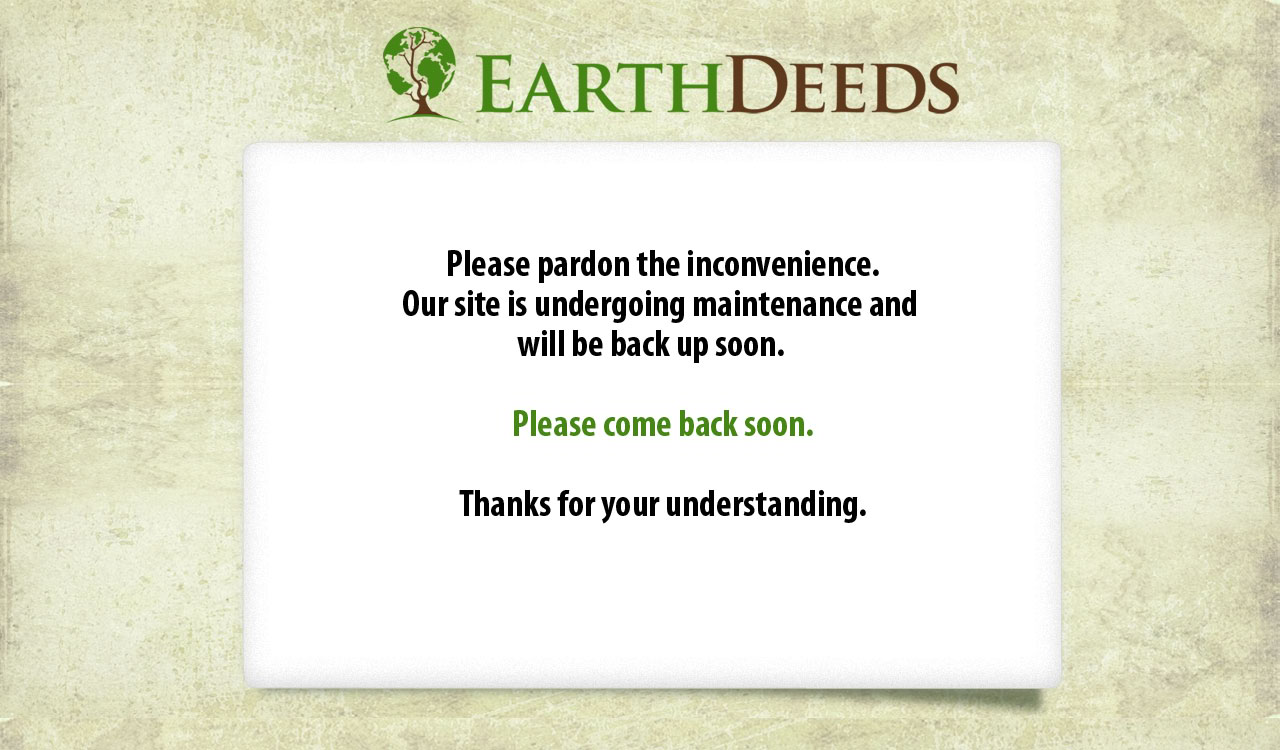 EARTHDEEDS
Please pardon the inconvenience.
Our site is undergoing maintenance and
will be back up soon.
Please come back soon.
Thanks for your understanding.